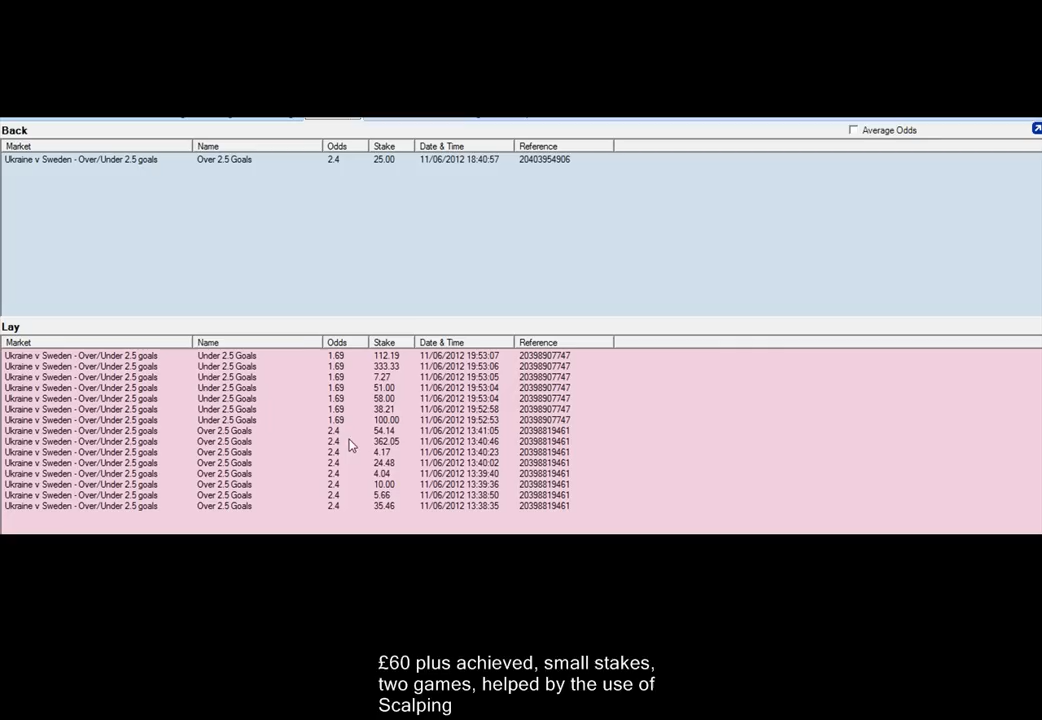 Back
Average Odds
Market Name Odds Stake Date & Time Reference
Ukraine v Sweden - Over/Under 2.5 goals Over 2.5 Goals 2.4 25.00 11/06/2012 18:40:57 20403954906
Lay
Market Name Odds Stake Date & Time Reference
Ukraine v Sweden - Over/Under 2.5 goals Under 2.5 Goals 1.69 112.19 11/06/2012 19:53:07 20398907747
Ukraine v Sweden - Over/Under 2.5 goals Under 2.5 Goals 1.69 333.33 11/06/2012 19:53:06 20398907747
Ukraine v Sweden - Over/Under 2.5 goals Under 2.5 Goals 1.69 7.27 11/06/2012 19:53:05 20398907747
Ukraine v Sweden - Over/Under 2.5 goals Under 2.5 Goals 1.69 51.00 11/06/2012 19:53:04 20398907747
Ukraine v Sweden - Over/Under 2.5 goals Under 2.5 Goals 1.69 58.00 11/06/2012 19:53:04 20398907747
Ukraine v Sweden - Over/Under 2.5 goals Under 2.5 Goals 1.69 38.21 11/06/2012 19:52:58 20398907747
Ukraine v Sweden - Over/Under 2.5 goals Under 2.5 Goals 1.69 100.00 11/06/2012 19:52:53 20398907747
Ukraine v Sweden - Over/Under 2.5 goals Over 2.5 Goals 2.4 54.14 11/06/2012 13:41:05 20398819461
Ukraine v Sweden - Over/Under 2.5 goals Over 2.5 Goals 2.4 362.05 11/06/2012 13:40:46 20398819461
Ukraine v Sweden - Over/Under 2.5 goals Over 2.5 Goals 2.4 4.17 11/06/2012 13:40:23 20398819461
Ukraine v Sweden - Over/Under 2.5 goals Over 2.5 Goals 2.4 24.48 11/06/2012 13:40:02 20398819461
Ukraine v Sweden - Over/Under 2.5 goals Over 2.5 Goals 2.4 4.04 11/06/2012 13:39:40 20398819461
Ukraine v Sweden - Over/Under 2.5 goals Over 2.5 Goals 2.4 10.00 11/06/2012 13:39:36 20398819461
Ukraine v Sweden - Over/Under 2.5 goals Over 2.5 Goals 2.4 5.66 11/06/2012 13:38:50 20398819461
Ukraine v Sweden - Over/Under 2.5 goals Over 2.5 Goals 2.4 35.46 11/06/2012 13:38:35 20398819461
£60 plus achieved, small stakes,
two games, helped by the use of
Scalping